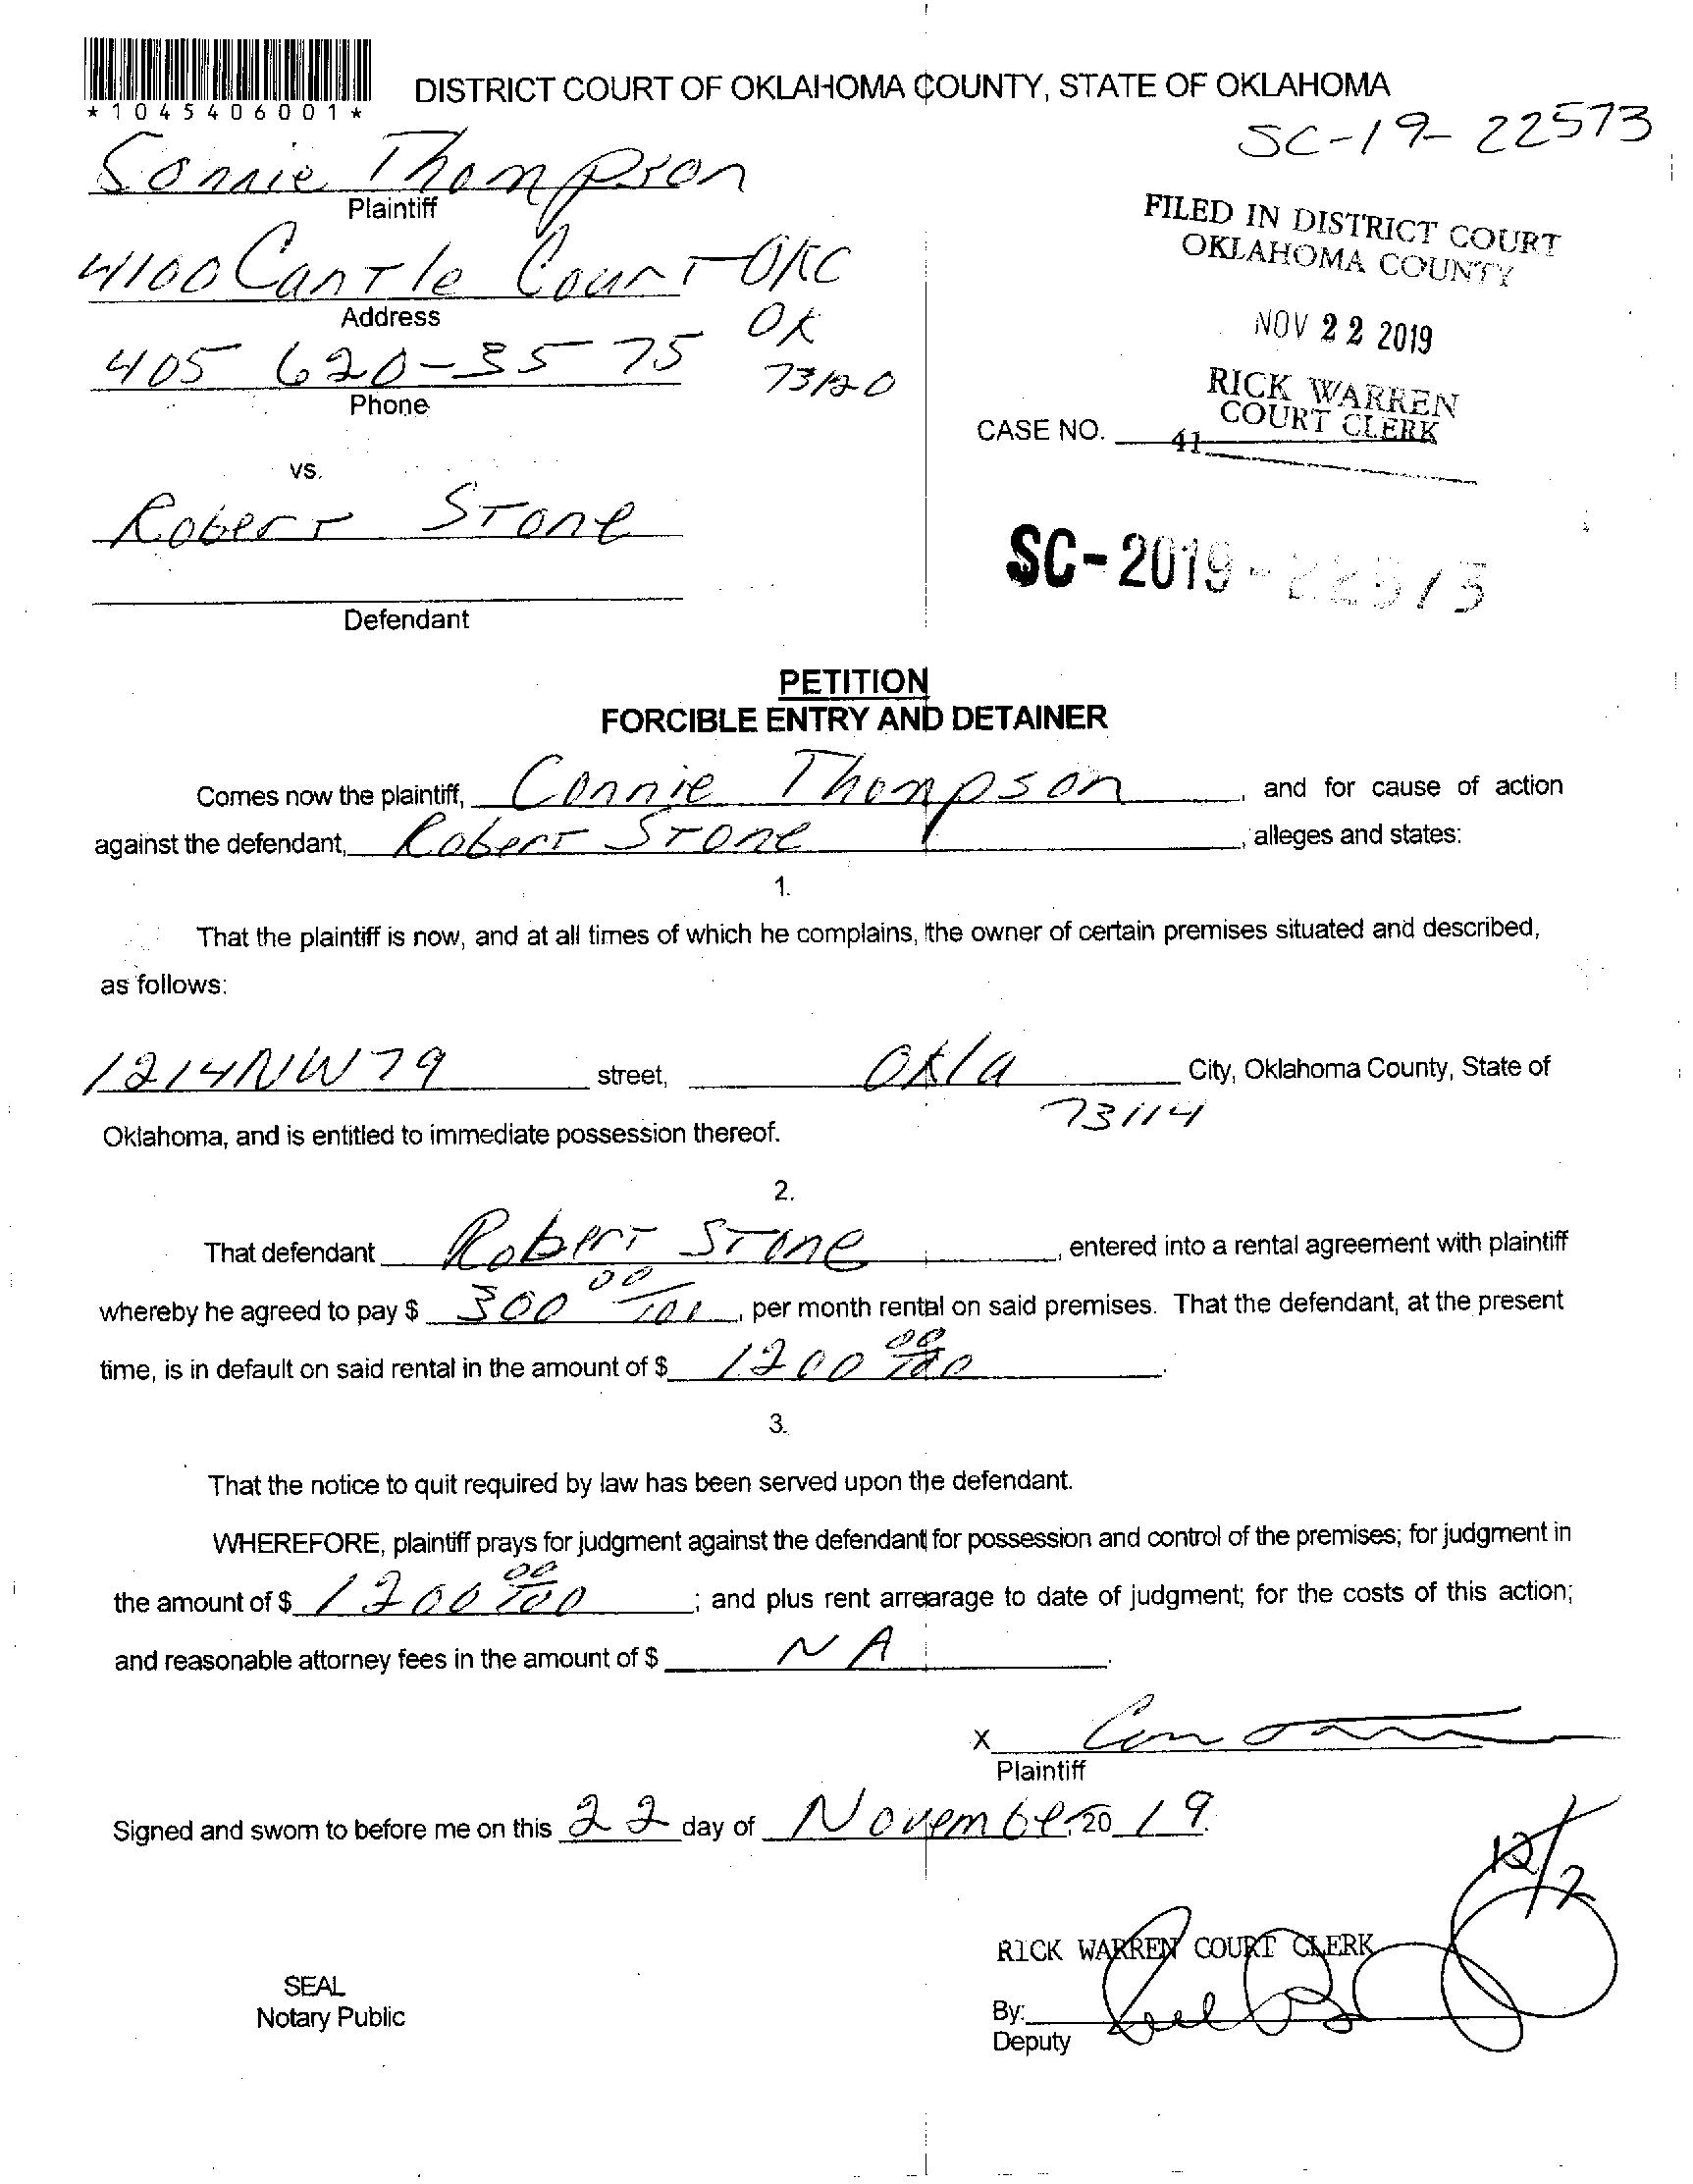 *1045406001*
DISTRICT COURT OF OKLAHOMA COUNTY, STATE OF OKLAHOMA
SC-19-22573
Sonnie Thompson
Plaintiff
FILED IN DISTRICT COURT
OKLAHOMA COUNTY
4100 Cantle Court OKC
Address
OK
73120
NOV 22 2019
405 620-3575
Phone
RICK WARREN
COURT CLERK
CASE NO.
41
vs.
Robert Stone
SC-2019-22573
Defendant
PETITION
FORCIBLE ENTRY AND DETAINER
Comes now the plaintiff, Connie Thompson, and for cause of action
against the defendant, Robert Stone, alleges and states:
1.
That the plaintiff is now, and at all times of which he complains, the owner of certain premises situated and described,
as follows:
1214 NW 79 street, Okla City, Oklahoma County, State of
73114
Oklahoma, and is entitled to immediate possession thereof.
2.
That defendant Robert Stone, entered into a rental agreement with plaintiff
whereby he agreed to pay $ 300 00/100, per month rental on said premises. That the defendant, at the present
time, is in default on said rental in the amount of $ 1200 00/100.
3.
That the notice to quit required by law has been served upon the defendant.
WHEREFORE, plaintiff prays for judgment against the defendant for possession and control of the premises; for judgment in
the amount of $ 1200 00/100; and plus rent arrearage to date of judgment; for the costs of this action;
and reasonable attorney fees in the amount of $ NA.
X
Plaintiff
Signed and sworn to before me on this 22 day of November, 20 19.
12/2
RICK WARREN COURT CLERK
SEAL
Notary Public
By:
Deputy